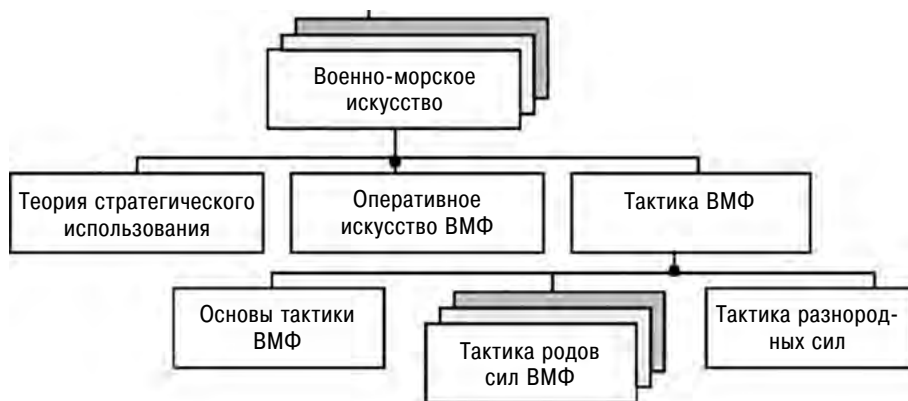 Военно-морское
искусство
Теория стратегического
использования
Оперативное
искусство ВМФ
Тактика ВМФ
Основы тактики
ВМФ
Тактика родов
сил ВМФ
Тактика разнород-
ных сил